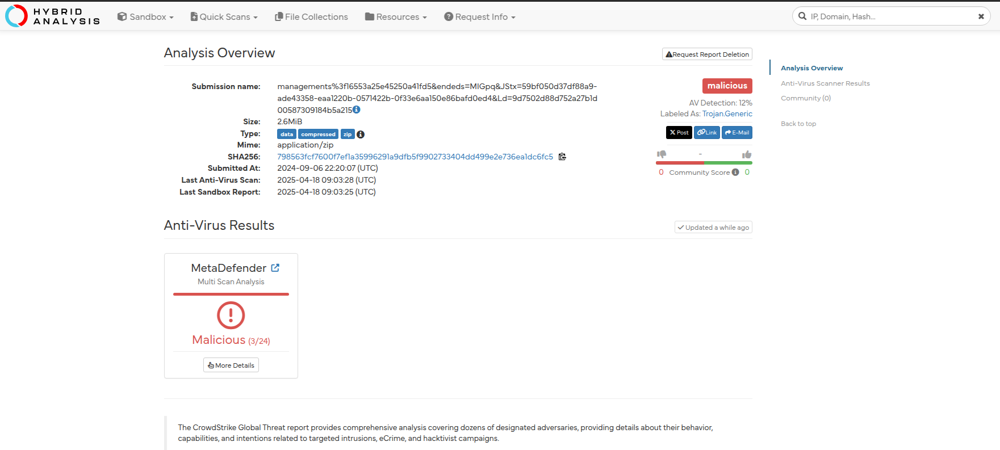 HYBRID
ANALYSIS
Sandbox
Quick Scans
File Collections
Resources
Request Info
IP, Domain, Hash...
Analysis Overview
Request Report Deletion
Submission name: managements%3f16553a25e45250a41fd5&endeds=MIGpq&JStx=59bf050d37df88a9-
ade43358-eaa1220b-0571422b-0f33e6aa150e86bafd0ed4&Ld=9d7502d88d752a27b1d
00587309184b5a215
Size: 2.6MiB
Type: data compressed zip
Mime: application/zip
SHA256: 798563fcf7600f7ef1a35996291a9dfb5f9902733404dd499e2e736ea1dc6fc5
Submitted At: 2024-09-06 22:20:07 (UTC)
Last Anti-Virus Scan: 2025-04-18 09:03:28 (UTC)
Last Sandbox Report: 2025-04-18 09:03:25 (UTC)
malicious
AV Detection: 12%
Labeled As: Trojan.Generic
X Post Link E-Mail
-
0 Community Score 0
Analysis Overview
Anti-Virus Scanner Results
Community (0)
Back to top
Anti-Virus Results
Updated a while ago
MetaDefender
Multi Scan Analysis
Malicious (3/24)
More Details
The CrowdStrike Global Threat report provides comprehensive analysis covering dozens of designated adversaries, providing details about their behavior,
capabilities, and intentions related to targeted intrusions, eCrime, and hacktivist campaigns.